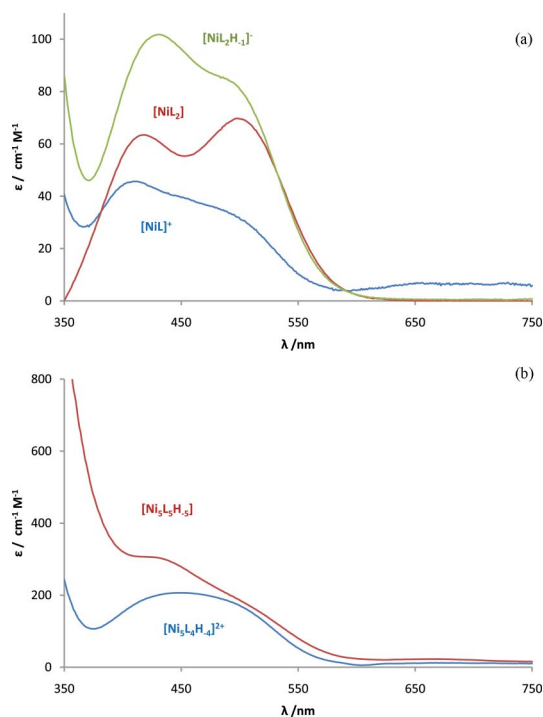 (a)
100
80
60
40
20
0
ε / cm⁻¹ M⁻¹
[NiL₂H₋₁]⁻
[NiL₂]
[NiL]⁺
350 450 550 650 750
λ /nm
(b)
800
600
400
200
0
ε / cm⁻¹ M⁻¹
[Ni₅L₅H₋₅]
[Ni₅L₄H₋₄]²⁺
350 450 550 650 750
λ /nm